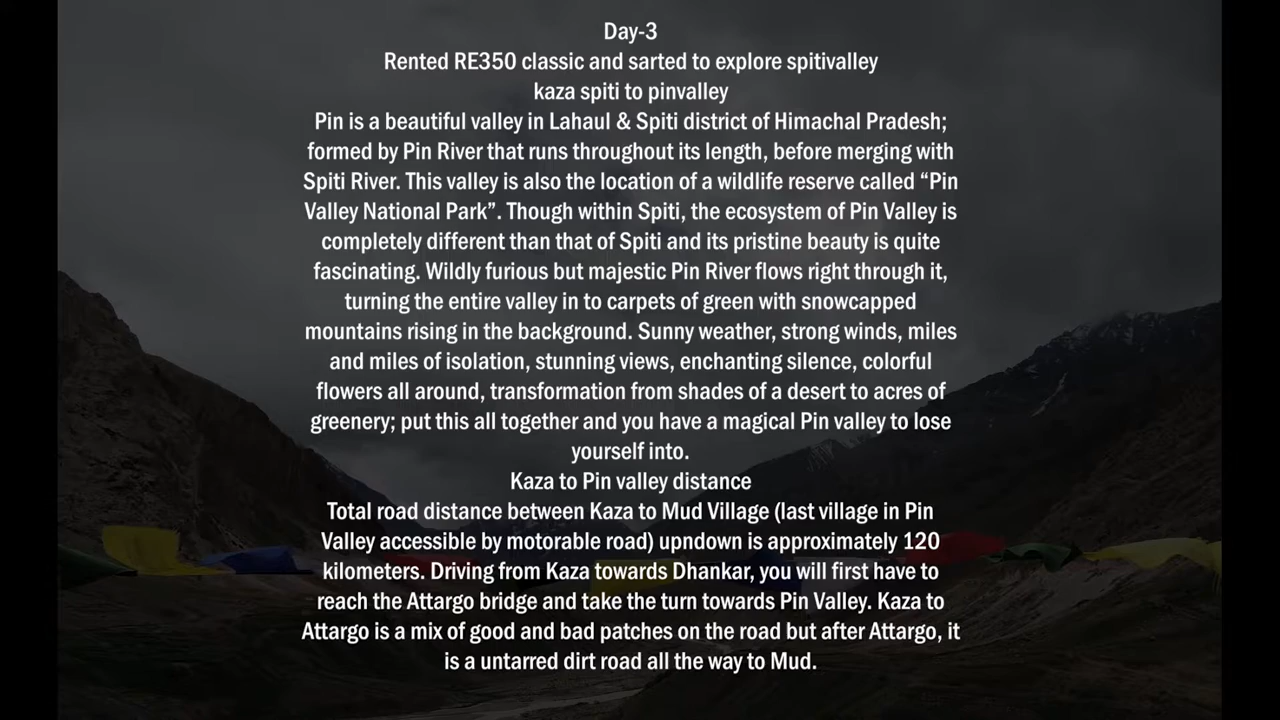 Day-3
Rented RE350 classic and sarted to explore spitivalley
kaza spiti to pinvalley
Pin is a beautiful valley in Lahaul & Spiti district of Himachal Pradesh;
formed by Pin River that runs throughout its length, before merging with
Spiti River. This valley is also the location of a wildlife reserve called “Pin
Valley National Park”. Though within Spiti, the ecosystem of Pin Valley is
completely different than that of Spiti and its pristine beauty is quite
fascinating. Wildly furious but majestic Pin River flows right through it,
turning the entire valley in to carpets of green with snowcapped
mountains rising in the background. Sunny weather, strong winds, miles
and miles of isolation, stunning views, enchanting silence, colorful
flowers all around, transformation from shades of a desert to acres of
greenery; put this all together and you have a magical Pin valley to lose
yourself into.
Kaza to Pin valley distance
Total road distance between Kaza to Mud Village (last village in Pin
Valley accessible by motorable road) upndown is approximately 120
kilometers. Driving from Kaza towards Dhankar, you will first have to
reach the Attargo bridge and take the turn towards Pin Valley. Kaza to
Attargo is a mix of good and bad patches on the road but after Attargo, it
is a untarred dirt road all the way to Mud.